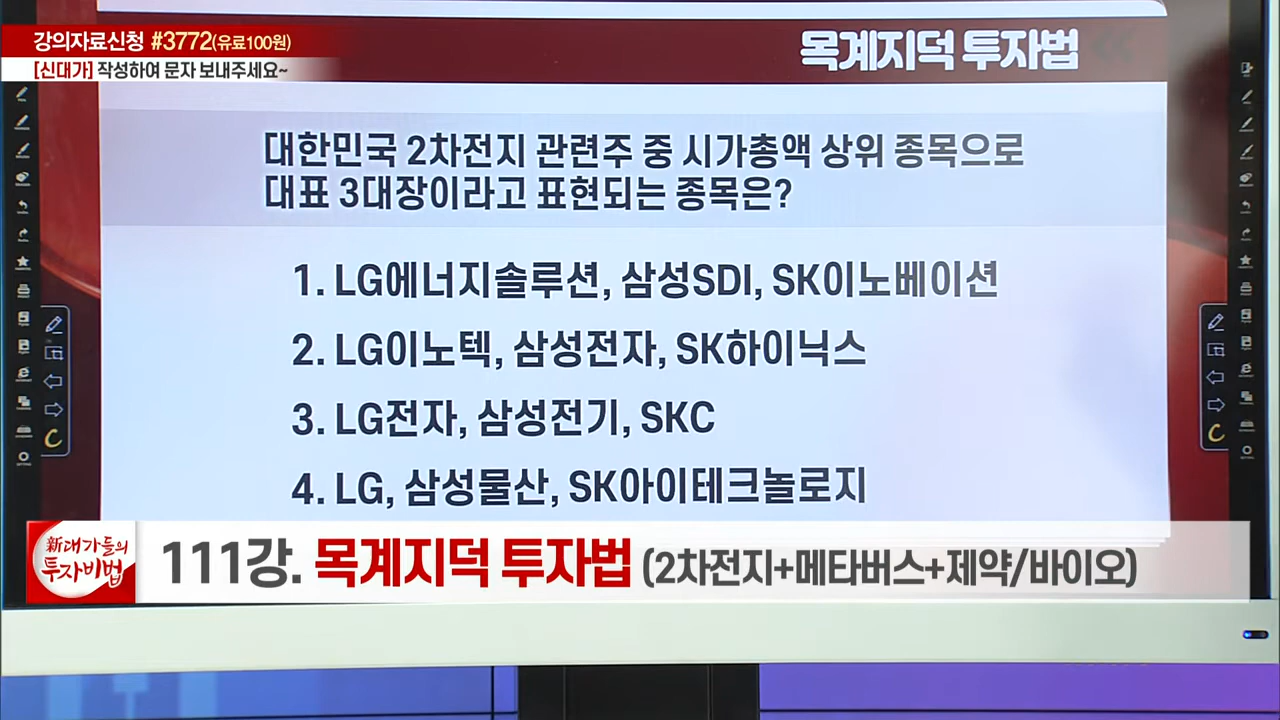 강의자료신청 #3772(유료100원)
[신대가] 작성하여 문자 보내주세요~
목계지덕 투자법
대한민국 2차전지 관련주 중 시가총액 상위 종목으로
대표 3대장이라고 표현되는 종목은?
1. LG에너지솔루션, 삼성SDI, SK이노베이션
2. LG이노텍, 삼성전자, SK하이닉스
3. LG전자, 삼성전기, SKC
4. LG, 삼성물산, SK아이테크놀로지
新대가들의
투자비법
111강. 목계지덕 투자법 (2차전지+메타버스+제약/바이오)